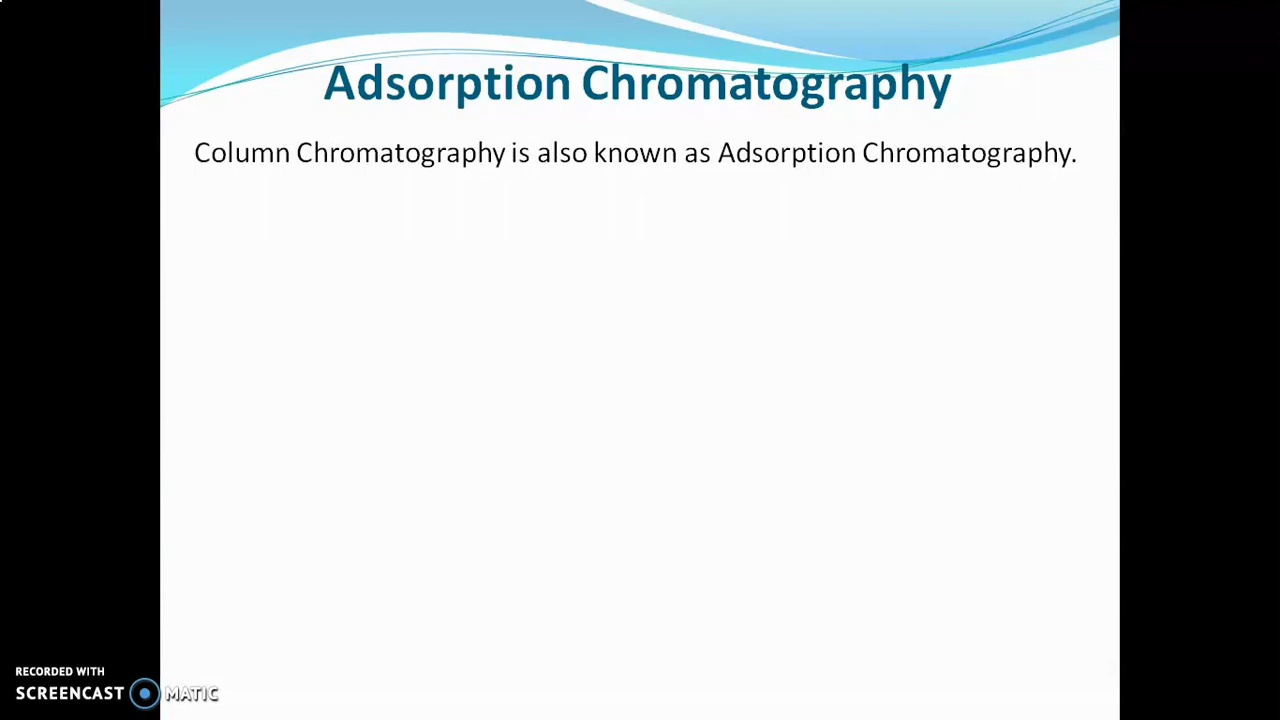 Adsorption Chromatography
Column Chromatography is also known as Adsorption Chromatography.
RECORDED WITH
SCREENCAST MATIC